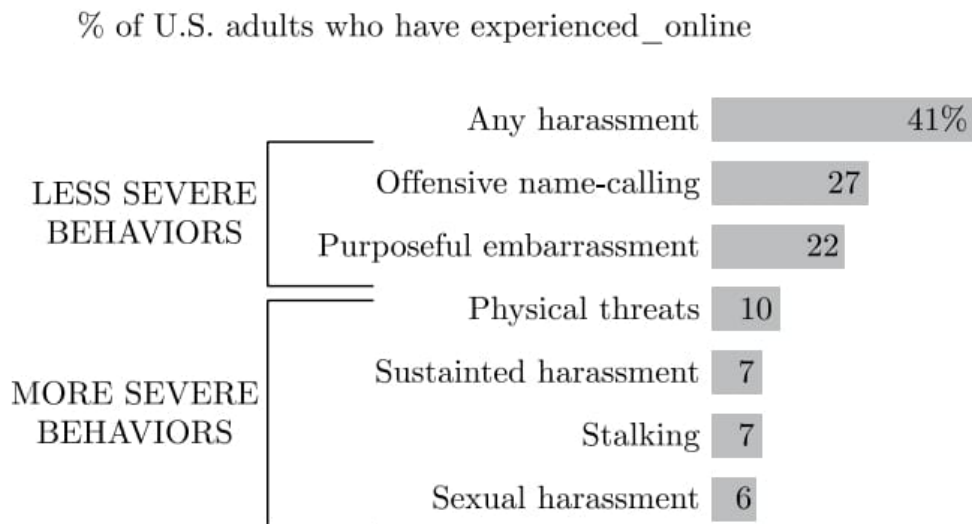 % of U.S. adults who have experienced_online
Any harassment 41%
LESS SEVERE
BEHAVIORS
Offensive name-calling 27
Purposeful embarrassment 22
MORE SEVERE
BEHAVIORS
Physical threats 10
Sustainted harassment 7
Stalking 7
Sexual harassment 6